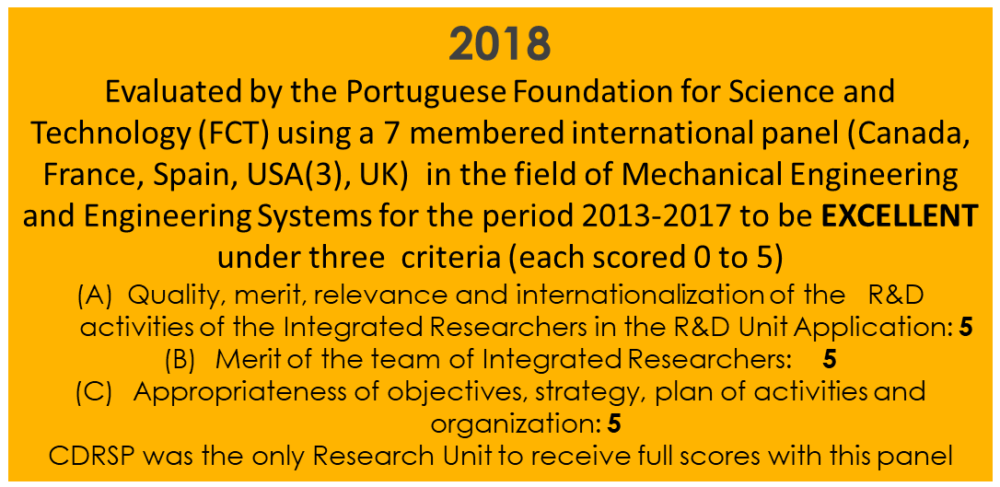 2018
Evaluated by the Portuguese Foundation for Science and
Technology (FCT) using a 7 membered international panel (Canada,
France, Spain, USA(3), UK) in the field of Mechanical Engineering
and Engineering Systems for the period 2013-2017 to be EXCELLENT
under three criteria (each scored 0 to 5)
(A) Quality, merit, relevance and internationalization of the R&D
activities of the Integrated Researchers in the R&D Unit Application: 5
(B) Merit of the team of Integrated Researchers: 5
(C) Appropriateness of objectives, strategy, plan of activities and
organization: 5
CDRSP was the only Research Unit to receive full scores with this panel